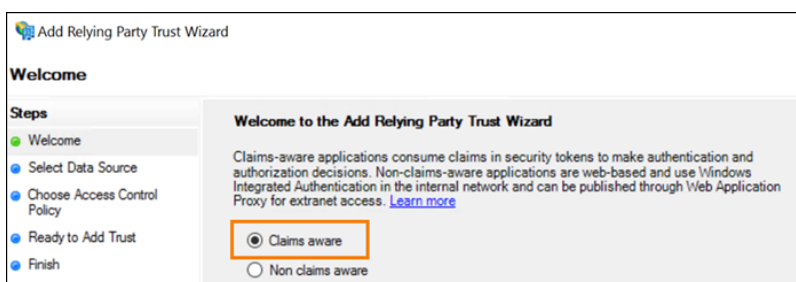 Add Relying Party Trust Wizard
Welcome
Steps
Welcome
Select Data Source
Choose Access Control
Policy
Ready to Add Trust
Finish
Welcome to the Add Relying Party Trust Wizard
Claims-aware applications consume claims in security tokens to make authentication and
authorization decisions. Non-claims-aware applications are web-based and use Windows
Integrated Authentication in the internal network and can be published through Web Application
Proxy for extranet access. Learn more
Claims aware
Non claims aware